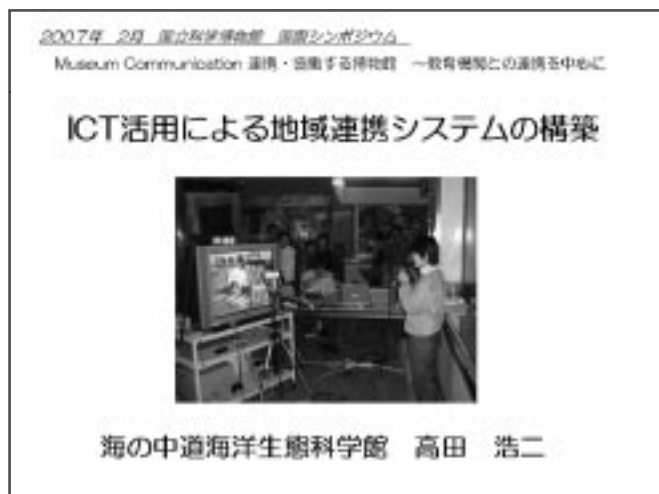 2007年 2月 国立科学博物館 国際シンポジウム
Museum Communication 連携・協働する博物館 ～教育機関との連携を中心に
ICT活用による地域連携システムの構築
海の中道海洋生態科学館 高田 浩二